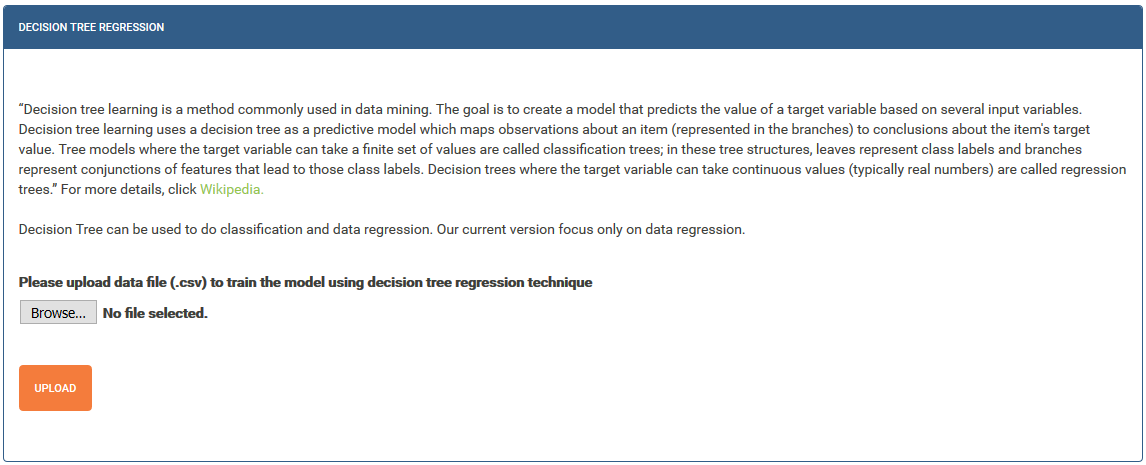 DECISION TREE REGRESSION
“Decision tree learning is a method commonly used in data mining. The goal is to create a model that predicts the value of a target variable based on several input variables.
Decision tree learning uses a decision tree as a predictive model which maps observations about an item (represented in the branches) to conclusions about the item's target
value. Tree models where the target variable can take a finite set of values are called classification trees; in these tree structures, leaves represent class labels and branches
represent conjunctions of features that lead to those class labels. Decision trees where the target variable can take continuous values (typically real numbers) are called regression
trees.” For more details, click Wikipedia.
Decision Tree can be used to do classification and data regression. Our current version focus only on data regression.
Please upload data file (.csv) to train the model using decision tree regression technique
Browse... No file selected.
UPLOAD